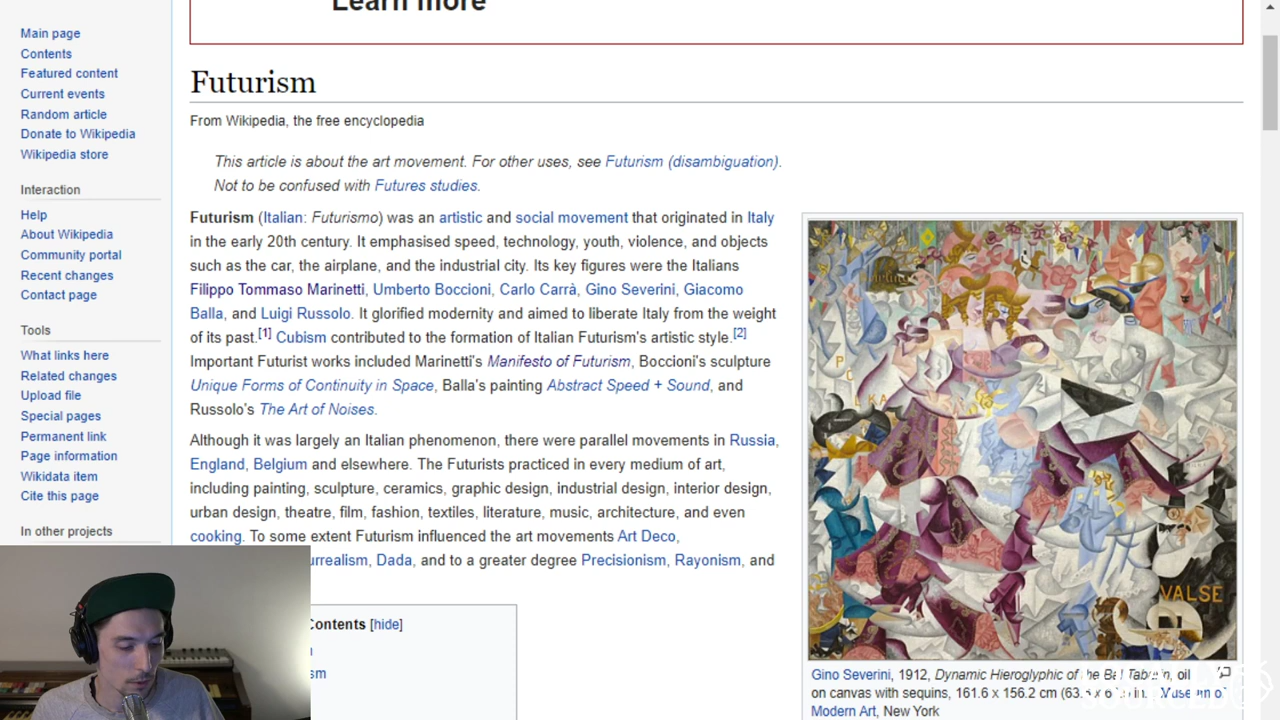 Learn more
Main page
Contents
Featured content
Current events
Random article
Donate to Wikipedia
Wikipedia store
Interaction
Help
About Wikipedia
Community portal
Recent changes
Contact page
Tools
What links here
Related changes
Upload file
Special pages
Permanent link
Page information
Wikidata item
Cite this page
In other projects
Futurism
From Wikipedia, the free encyclopedia
This article is about the art movement. For other uses, see Futurism (disambiguation).
Not to be confused with Futures studies.
Futurism (Italian: Futurismo) was an artistic and social movement that originated in Italy
in the early 20th century. It emphasised speed, technology, youth, violence, and objects
such as the car, the airplane, and the industrial city. Its key figures were the Italians
Filippo Tommaso Marinetti, Umberto Boccioni, Carlo Carrà, Gino Severini, Giacomo
Balla, and Luigi Russolo. It glorified modernity and aimed to liberate Italy from the weight
of its past.[1] Cubism contributed to the formation of Italian Futurism's artistic style.[2]
Important Futurist works included Marinetti's Manifesto of Futurism, Boccioni's sculpture
Unique Forms of Continuity in Space, Balla's painting Abstract Speed + Sound, and
Russolo's The Art of Noises.
Although it was largely an Italian phenomenon, there were parallel movements in Russia,
England, Belgium and elsewhere. The Futurists practiced in every medium of art,
including painting, sculpture, ceramics, graphic design, industrial design, interior design,
urban design, theatre, film, fashion, textiles, literature, music, architecture, and even
cooking. To some extent Futurism influenced the art movements Art Deco,
urrealism, Dada, and to a greater degree Precisionism, Rayonism, and
Contents [hide]
sm
VALSE
Gino Severini, 1912, Dynamic Hieroglyphic of the Bal Tabarin, oil
on canvas with sequins, 161.6 x 156.2 cm (63. in. Museum of
Modern Art, New York